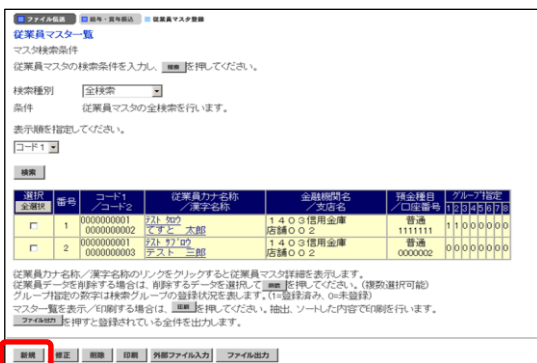 ファイル伝送 給与・賞与振込 従業員マスタ登録
従業員マスタ一覧
マスタ検索条件
従業員マスタの検索条件を入力し、 検索 を押してください。
検索種別 全検索
条件 従業員マスタの全検索を行います。
表示順を指定してください。
コード1
検索
選択 番号 コード1 従業員カナ名称 金融機関名 預金種目 グループ指定
全選択 /コード2 /漢字名称 /支店名 /口座番号 1 2 3 4 5 6 7 8
1 0000000001 テスト タロウ 1403信用金庫 普通 1 1 0 0 0 0 0 0
0000000002 てすと 太郎 店舗002 1111111
2 0000000001 テスト サブロウ 1403信用金庫 普通 0 0 0 0 0 0 0 0
0000000003 テスト 三郎 店舗002 0000002
従業員カナ名称/漢字名称のリンクをクリックすると従業員マスタ詳細を表示します。
従業員データを削除する場合は、削除するデータを選択して 削除 を押してください。(複数選択可能)
グループ指定の数字は検索グループの登録状況を表します。(1=登録済み、0=未登録)
マスタ一覧を表示/印刷する場合は、 印刷 を押してください。抽出、ソートした内容で印刷を行います。
ファイル出力 を押すと登録されている全件を出力します。
新規 修正 削除 印刷 外部ファイル入力 ファイル出力